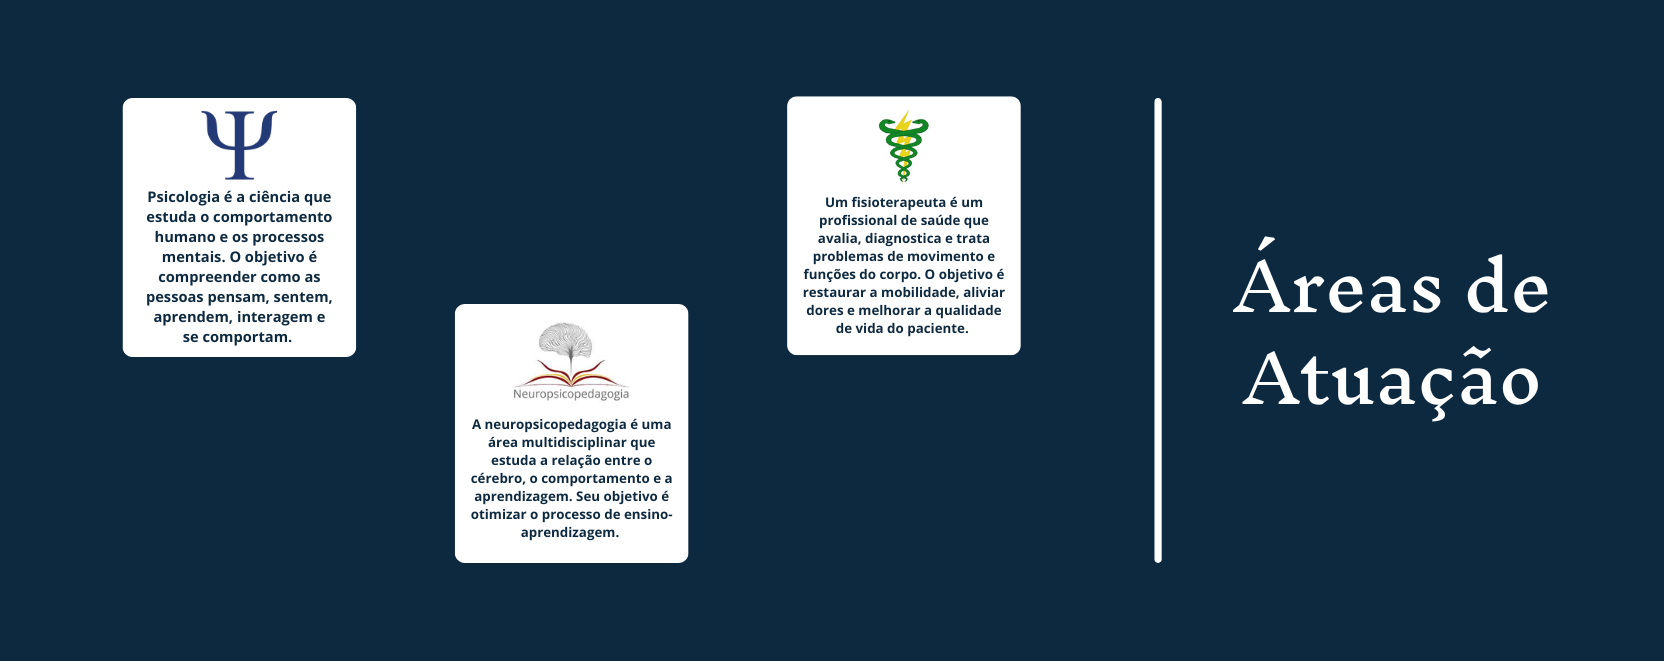 Psicologia é a ciência que
estuda o comportamento
humano e os processos
mentais. O objetivo é
compreender como as
pessoas pensam, sentem,
aprendem, interagem e
se comportam.
Neuropsicopedagogia
A neuropsicopedagogia é uma
área multidisciplinar que
estuda a relação entre o
cérebro, o comportamento e a
aprendizagem. Seu objetivo é
otimizar o processo de ensino-
aprendizagem.
Um fisioterapeuta é um
profissional de saúde que
avalia, diagnostica e trata
problemas de movimento e
funções do corpo. O objetivo é
restaurar a mobilidade, aliviar
dores e melhorar a qualidade
de vida do paciente.
Áreas de
Atuação